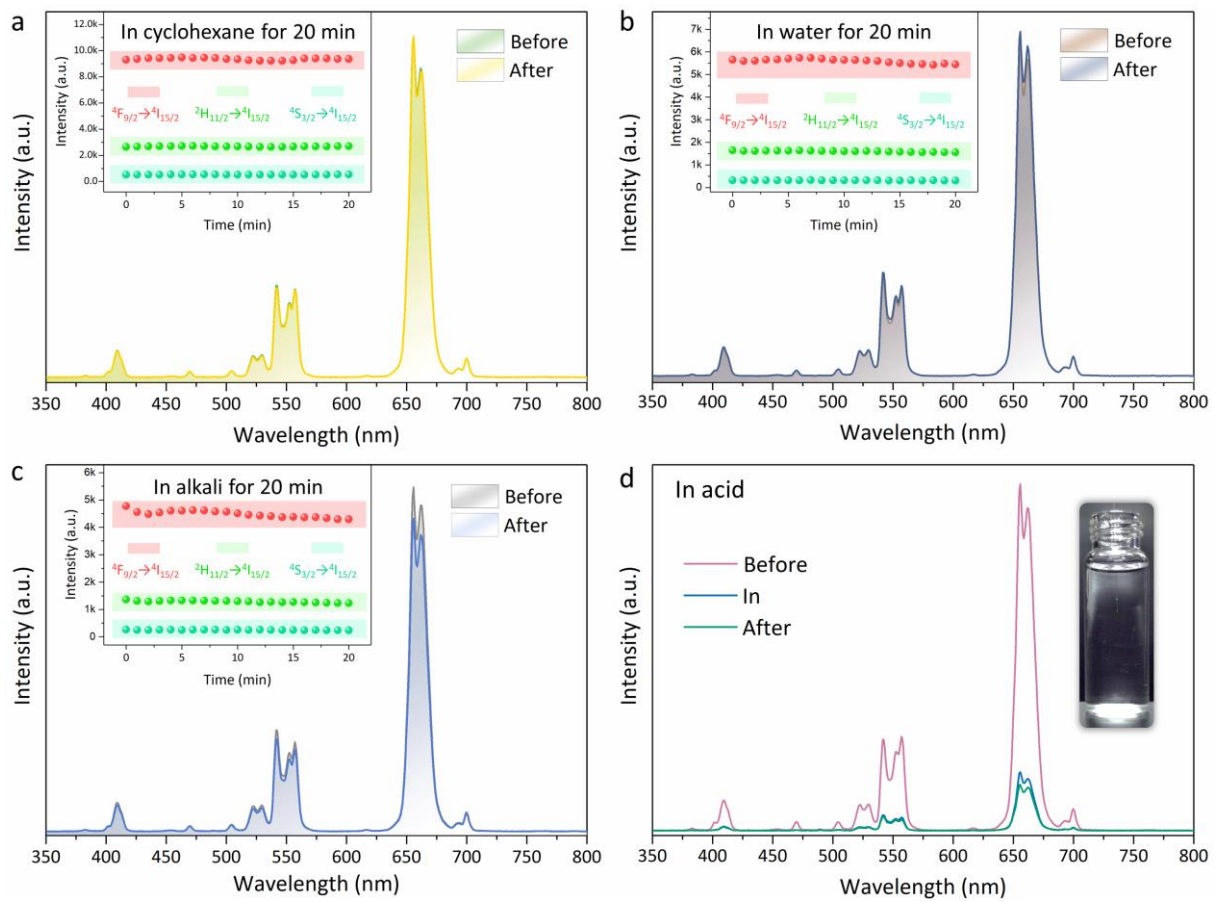 a
In cyclohexane for 20 min
Before
After
12.0k
10.0k
8.0k
6.0k
4.0k
2.0k
0.0
Intensity (a.u.)
⁴F₉/₂→⁴I₁₅/₂
²H₁₁/₂→⁴I₁₅/₂
⁴S₃/₂→⁴I₁₅/₂
0 5 10 15 20
Time (min)
Intensity (a.u.)
350 400 450 500 550 600 650 700 750 800
Wavelength (nm)
b
In water for 20 min
Before
After
7k
6k
5k
4k
3k
2k
1k
0
Intensity (a.u.)
⁴F₉/₂→⁴I₁₅/₂
²H₁₁/₂→⁴I₁₅/₂
⁴S₃/₂→⁴I₁₅/₂
0 5 10 15 20
Time (min)
Intensity (a.u.)
350 400 450 500 550 600 650 700 750 800
Wavelength (nm)
c
In alkali for 20 min
Before
After
6k
5k
4k
3k
2k
1k
0
Intensity (a.u.)
⁴F₉/₂→⁴I₁₅/₂
²H₁₁/₂→⁴I₁₅/₂
⁴S₃/₂→⁴I₁₅/₂
0 5 10 15 20
Time (min)
Intensity (a.u.)
350 400 450 500 550 600 650 700 750 800
Wavelength (nm)
d
In acid
Before
In
After
Intensity (a.u.)
350 400 450 500 550 600 650 700 750 800
Wavelength (nm)